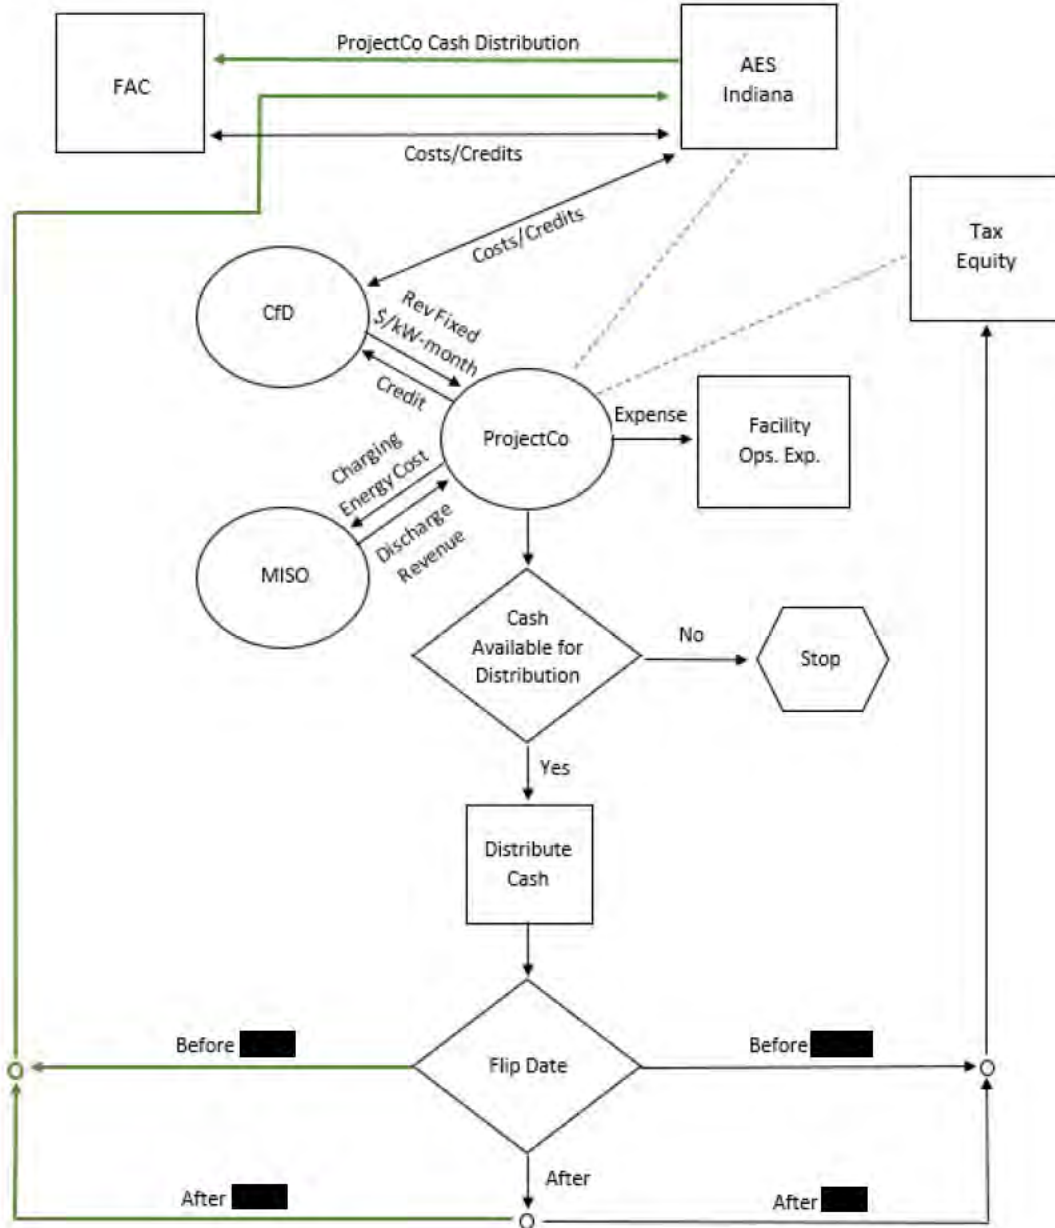 ProjectCo Cash Distribution
FAC
AES
Indiana
Costs/Credits
Costs/Credits
Tax
Equity
CfD
Rev Fixed
$/kW-month
Credit
ProjectCo
Expense
Facility
Ops. Exp.
Charging
Energy Cost
Discharge
Revenue
MISO
Cash
Available for
Distribution
No
Stop
Yes
Distribute
Cash
Before
Flip Date
Before
After
After
After